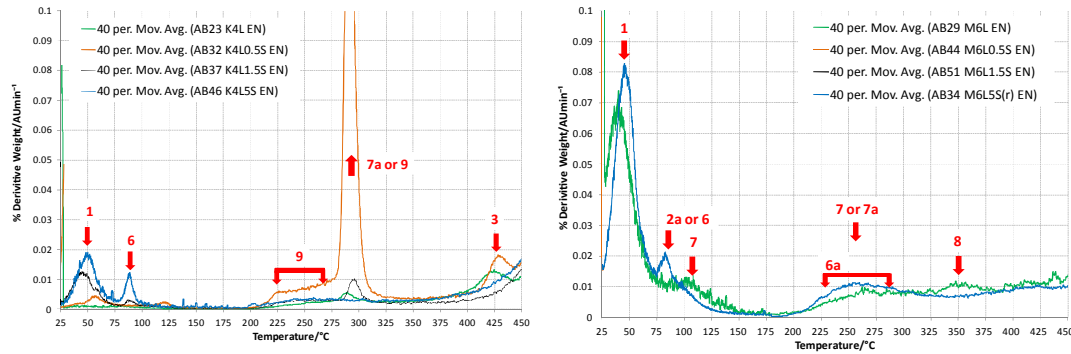 0.1
0.09
0.08
0.07
0.06
0.05
0.04
0.03
0.02
0.01
0
% Derivitive Weight/AUmin⁻¹
40 per. Mov. Avg. (AB23 K4L EN)
40 per. Mov. Avg. (AB32 K4L0.5S EN)
40 per. Mov. Avg. (AB37 K4L1.5S EN)
40 per. Mov. Avg. (AB46 K4L5S EN)
1
6
9
7a or 9
3
25 50 75 100 125 150 175 200 225 250 275 300 325 350 375 400 425 450
Temperature/°C
0.1
0.09
0.08
0.07
0.06
0.05
0.04
0.03
0.02
0.01
0
% Derivitive Weight/AUmin⁻¹
40 per. Mov. Avg. (AB29 M6L EN)
40 per. Mov. Avg. (AB44 M6L0.5S EN)
40 per. Mov. Avg. (AB51 M6L1.5S EN)
40 per. Mov. Avg. (AB34 M6L5S(r) EN)
1
2a or 6
7
7 or 7a
6a
8
25 50 75 100 125 150 175 200 225 250 275 300 325 350 375 400 425 450
Temperature/°C